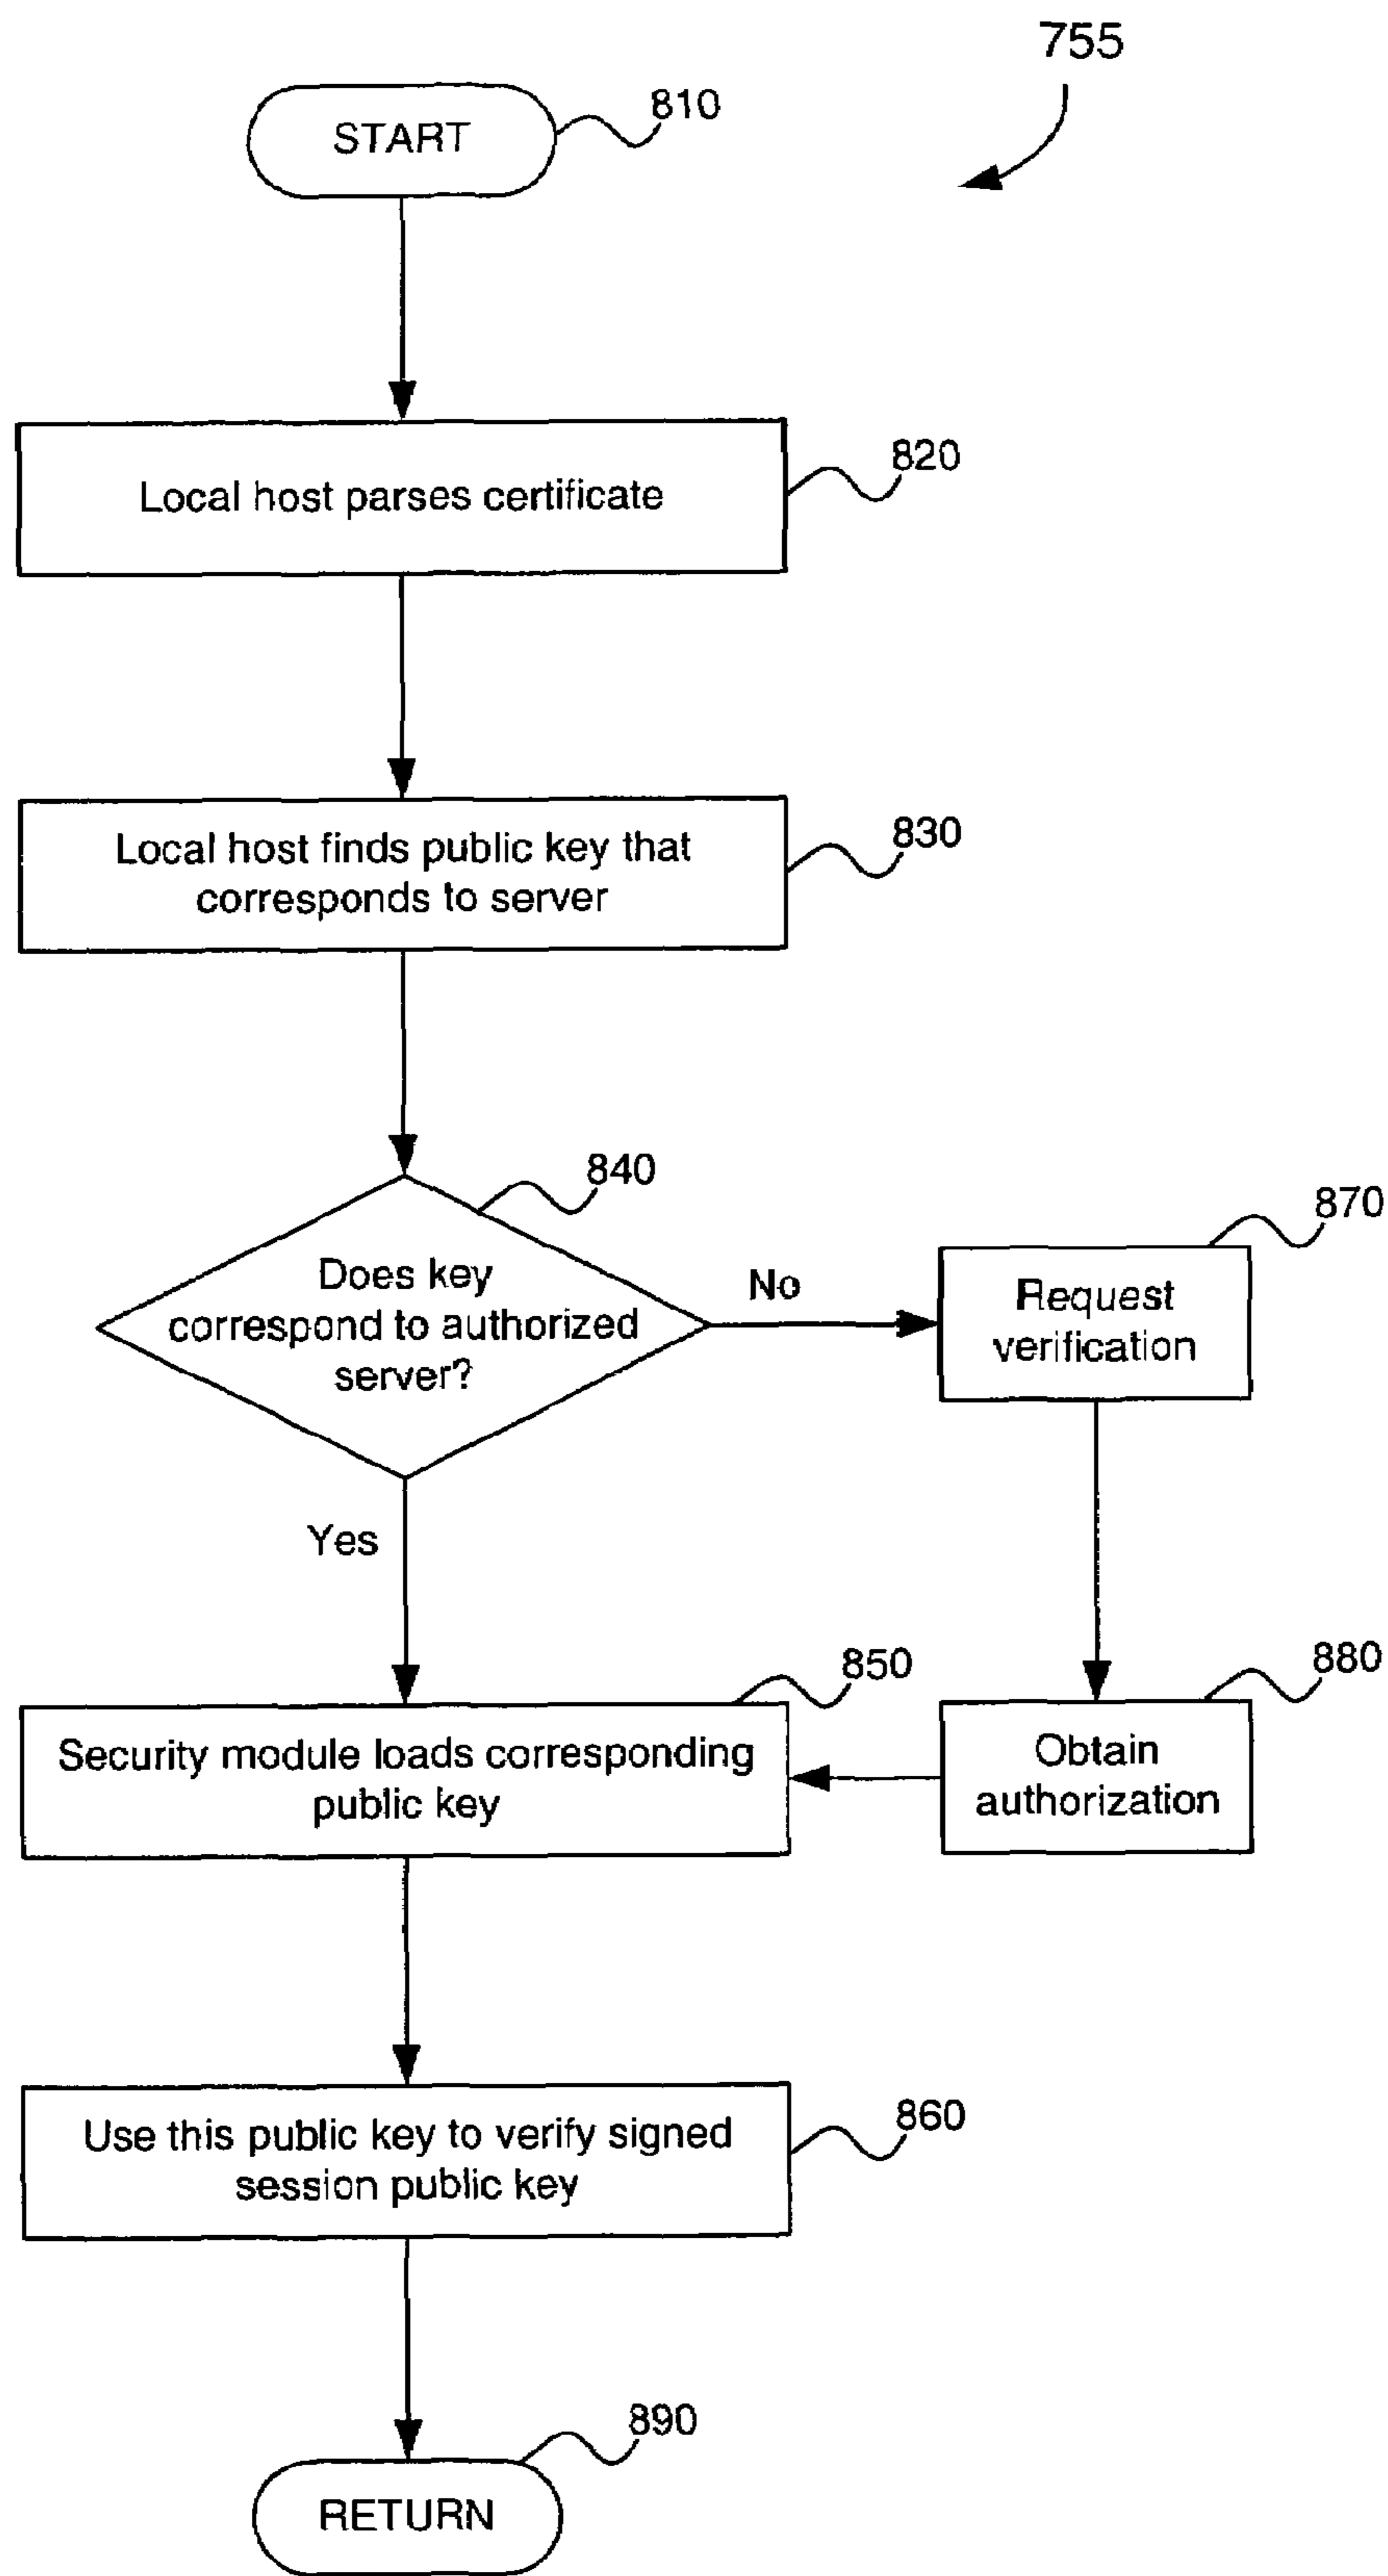 755
START
810
Local host parses certificate
820
Local host finds public key that
corresponds to server
830
840
Does key
correspond to authorized
server?
No
870
Request
verification
Yes
850
Security module loads corresponding
public key
880
Obtain
authorization
Use this public key to verify signed
session public key
860
890
RETURN